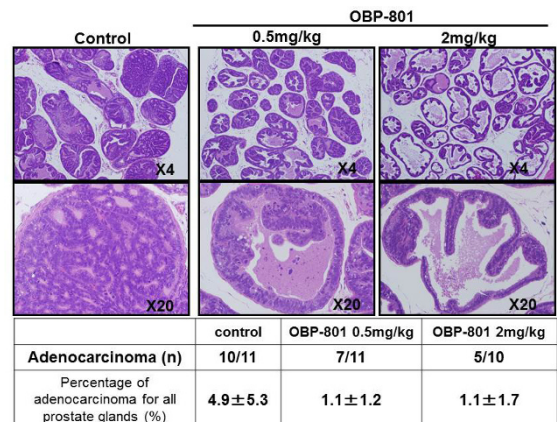 OBP-801
Control 0.5mg/kg 2mg/kg
X4 X4 X4
X20 X20 X20
control OBP-801 0.5mg/kg OBP-801 2mg/kg
Adenocarcinoma (n) 10/11 7/11 5/10
Percentage of
adenocarcinoma for all
prostate glands (%)
4.9±5.3 1.1±1.2 1.1±1.7